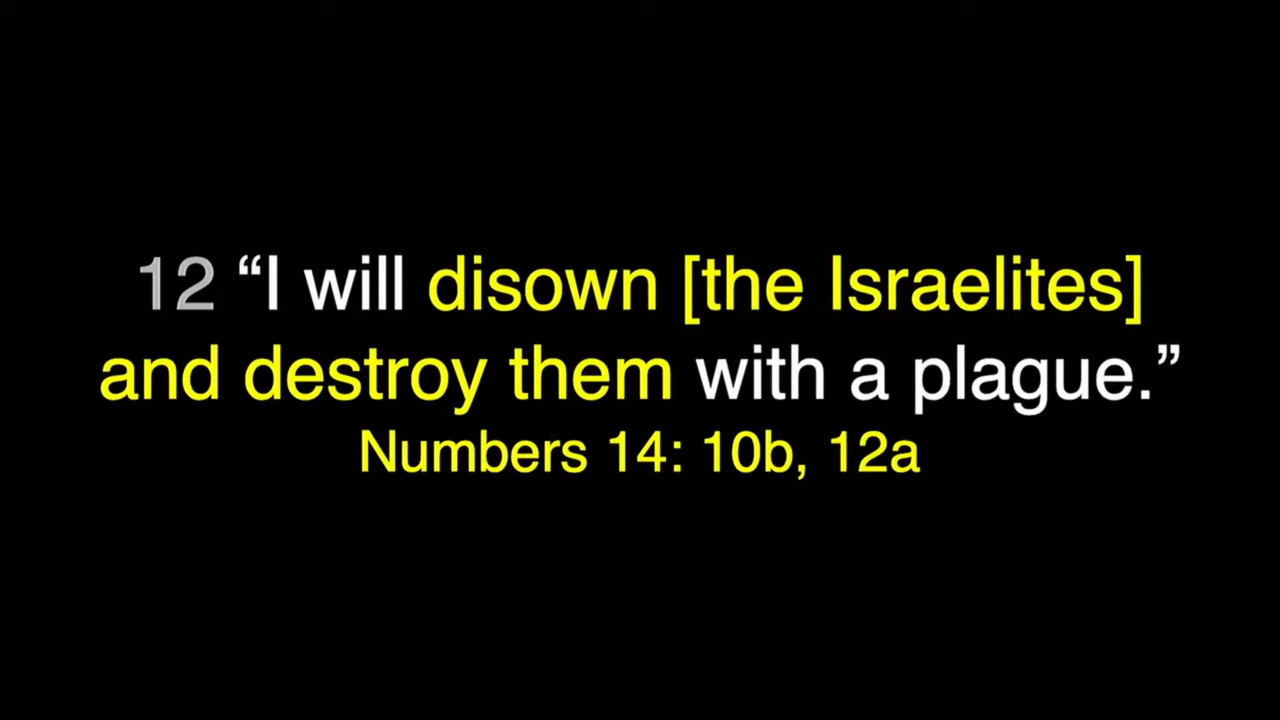 12 “I will disown [the Israelites]
and destroy them with a plague.”
Numbers 14: 10b, 12a